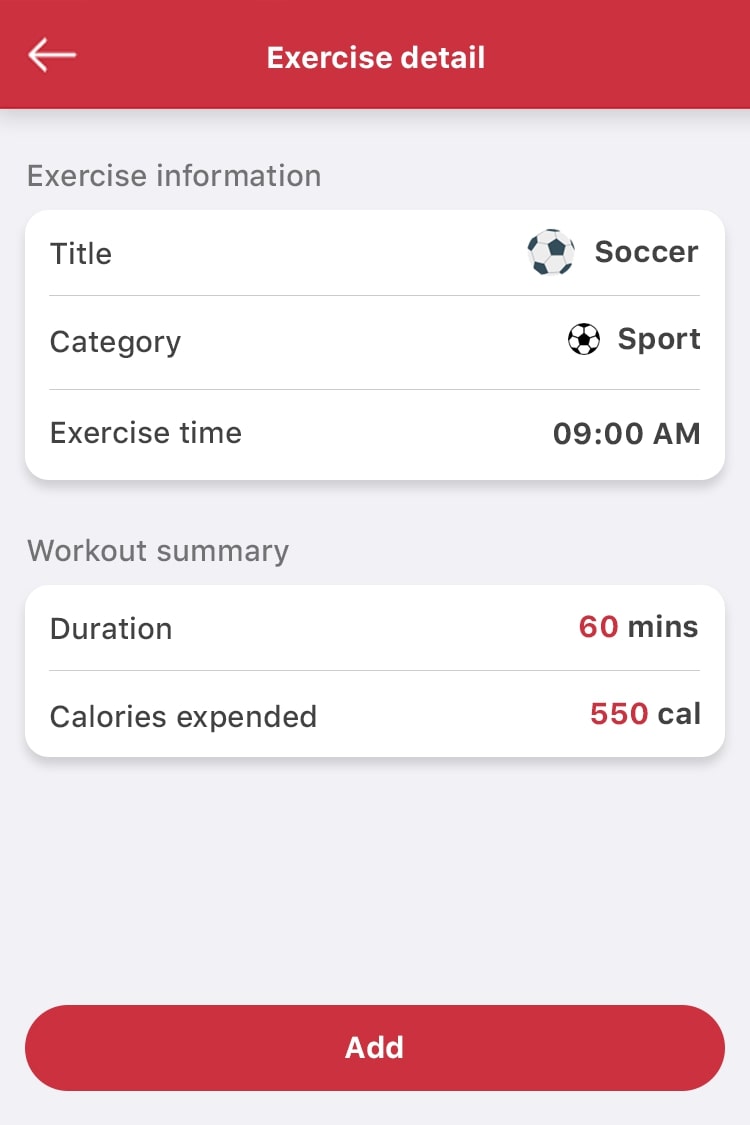 Exercise detail
Exercise information
Title Soccer
Category Sport
Exercise time 09:00 AM
Workout summary
Duration 60 mins
Calories expended 550 cal
Add